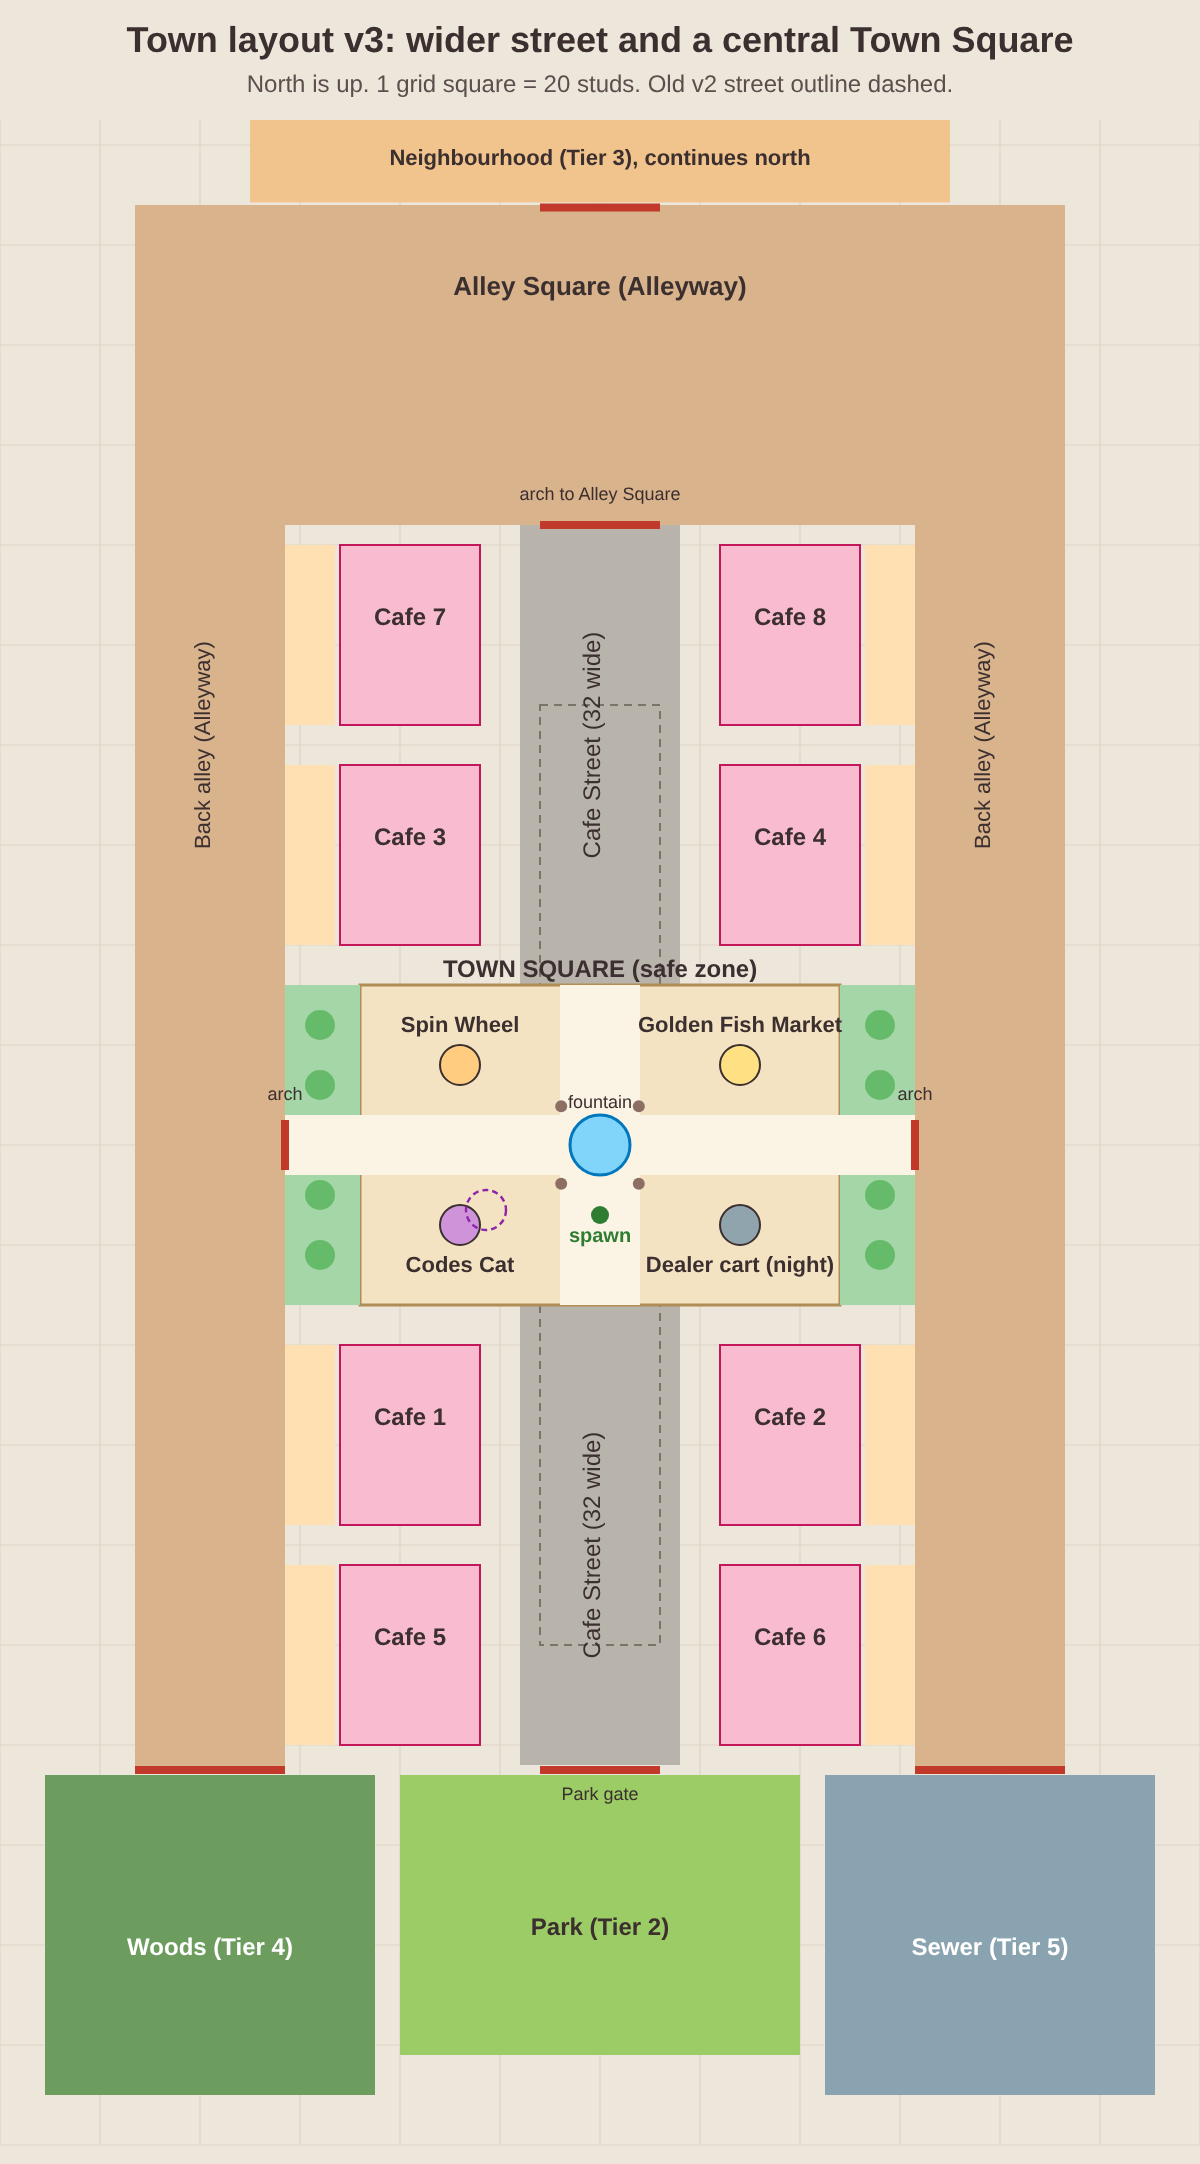 Town layout v3: wider street and a central Town Square
North is up. 1 grid square = 20 studs. Old v2 street outline dashed.
Neighbourhood (Tier 3), continues north
Alley Square (Alleyway)
arch to Alley Square
Cafe 7
Cafe 8
Back alley (Alleyway)
Cafe Street (32 wide)
Back alley (Alleyway)
Cafe 3
Cafe 4
TOWN SQUARE (safe zone)
Spin Wheel
Golden Fish Market
arch
fountain
arch
spawn
Codes Cat
Dealer cart (night)
Cafe 1
Cafe 2
Cafe Street (32 wide)
Cafe 5
Cafe 6
Park gate
Woods (Tier 4)
Park (Tier 2)
Sewer (Tier 5)